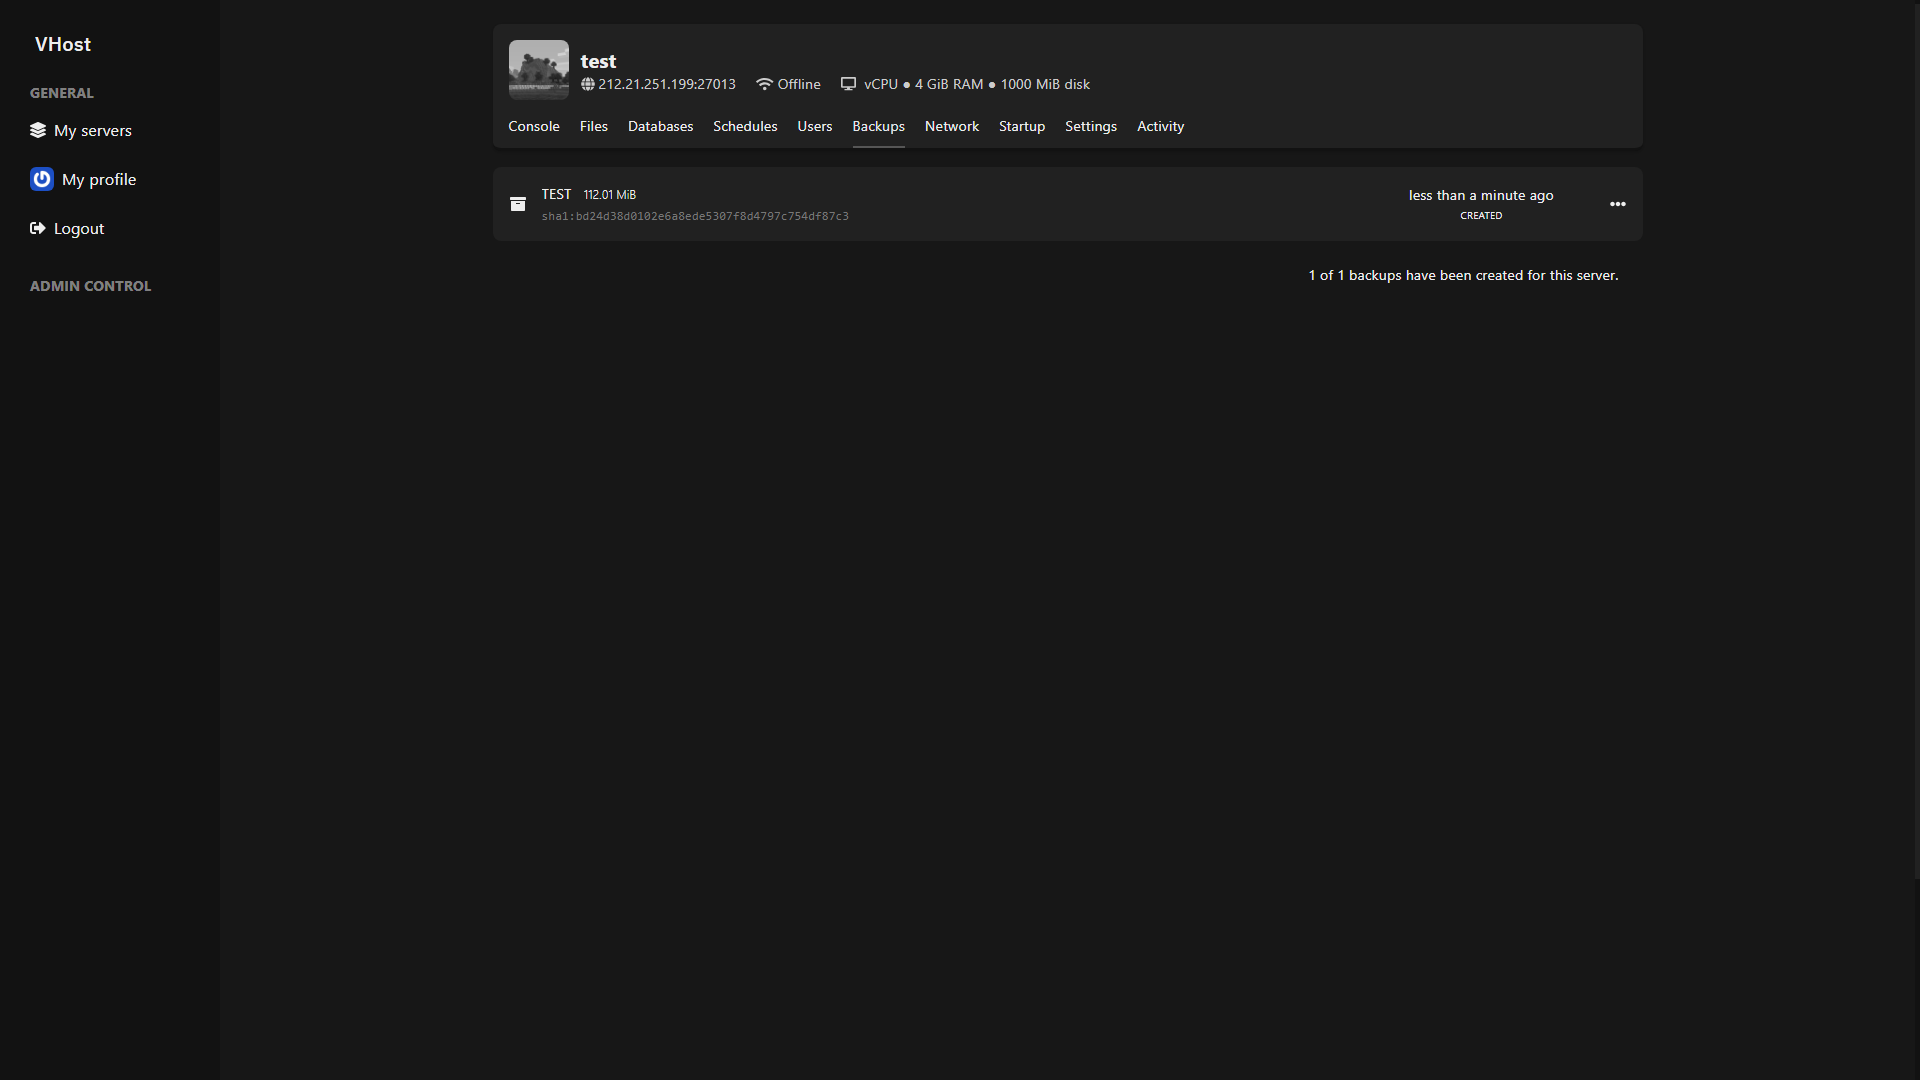 VHost
GENERAL
My servers
My profile
Logout
ADMIN CONTROL
test
212.21.251.199:27013 Offline vCPU ● 4 GiB RAM ● 1000 MiB disk
Console Files Databases Schedules Users Backups Network Startup Settings Activity
TEST 112.01 MiB
sha1:bd24d38d0102e6a8ede5307f8d4797c754df87c3
less than a minute ago
CREATED
1 of 1 backups have been created for this server.